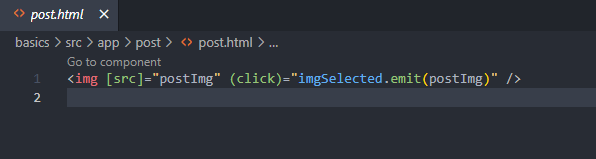 <> post.html ×
basics > src > app > post > <> post.html > ...
Go to component
1 <img [src]="postImg" (click)="imgSelected.emit(postImg)" />
2